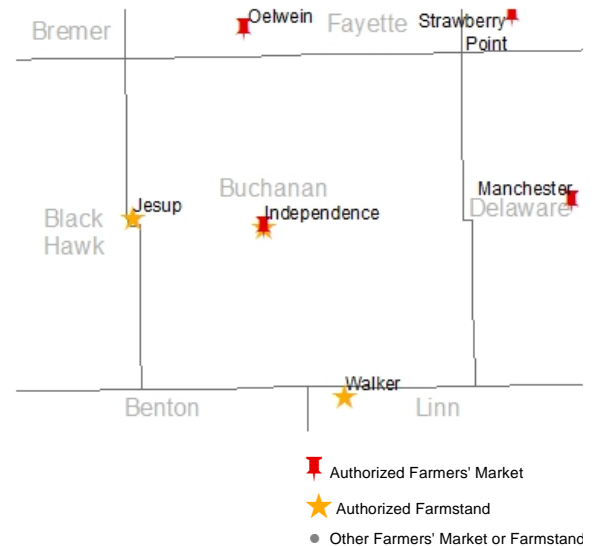 Oelwein
Bremer
Fayette
Strawberry
Point
Buchanan
Manchester
Jesup
Independence
Delaware
Black
Hawk
Walker
Benton
Linn
Authorized Farmers' Market
Authorized Farmstand
Other Farmers' Market or Farmstand